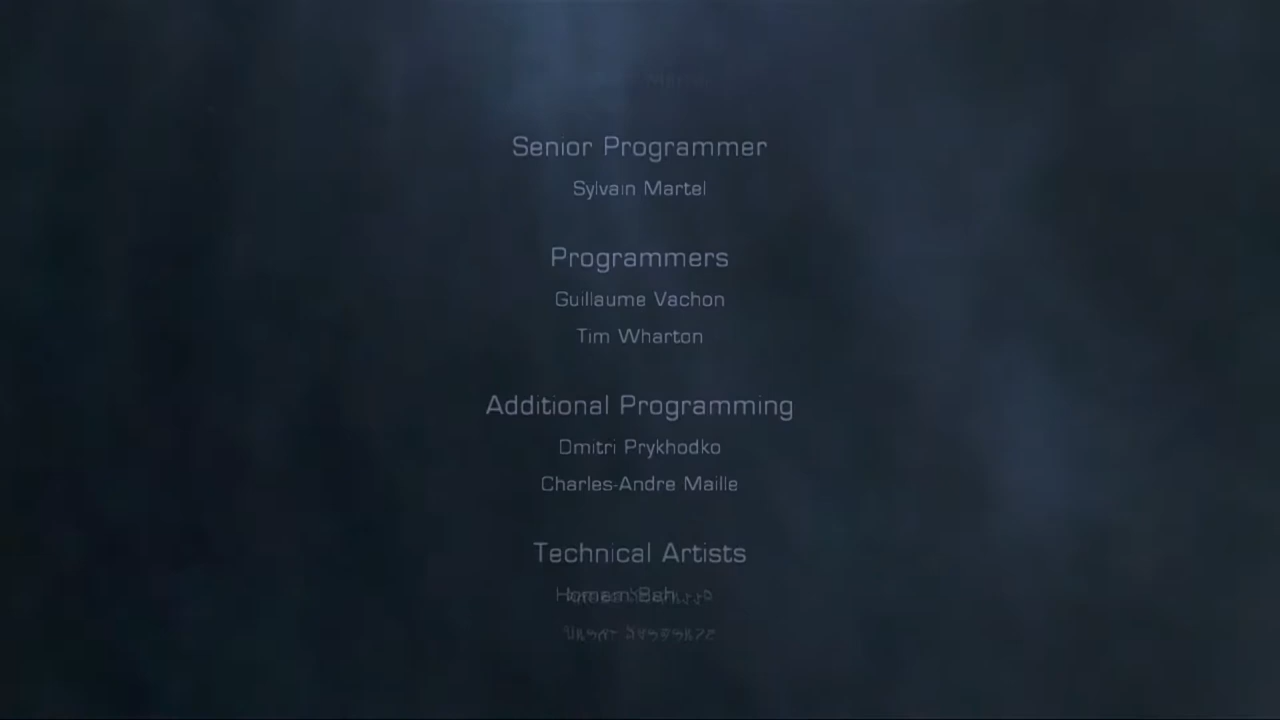 Senior Programmer
Sylvain Martel
Programmers
Guillaume Vachon
Tim Wharton
Additional Programming
Dmitri Prykhodko
Charles-Andre Maille
Technical Artists